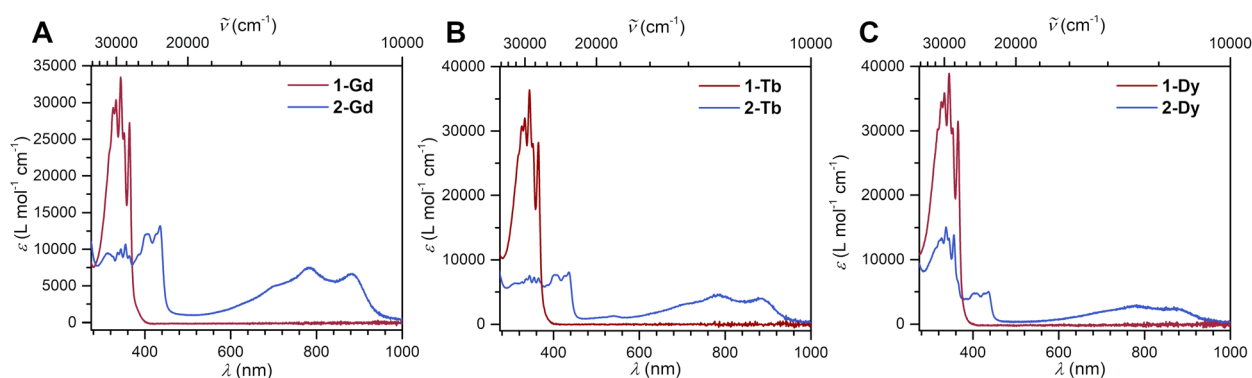 A
ṽ (cm⁻¹)
30000 20000 10000
35000
30000
25000
20000
15000
10000
5000
0
ε (L mol⁻¹ cm⁻¹)
1-Gd
2-Gd
400 600 800 1000
λ (nm)
B
ṽ (cm⁻¹)
30000 20000 10000
40000
30000
20000
10000
0
ε (L mol⁻¹ cm⁻¹)
1-Tb
2-Tb
400 600 800 1000
λ (nm)
C
ṽ (cm⁻¹)
30000 20000 10000
40000
30000
20000
10000
0
ε (L mol⁻¹ cm⁻¹)
1-Dy
2-Dy
400 600 800 1000
λ (nm)